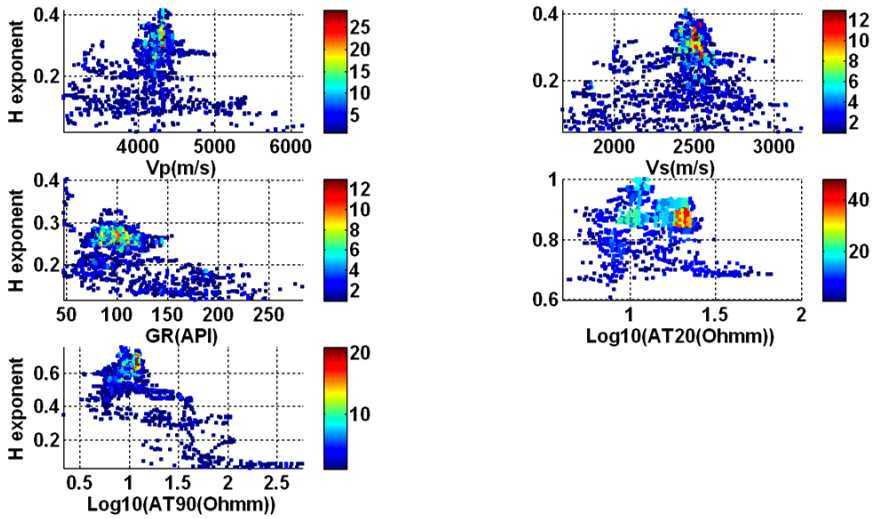 H exponent
0.4
0.2
4000 5000 6000
Vp(m/s)
25
20
15
10
5
0.4
0.2
2000 2500 3000
Vs(m/s)
12
10
8
6
4
2
H exponent
0.4
0.3
0.2
50 100 150 200 250
GR(API)
12
10
8
6
4
2
1
0.8
0.6
1 1.5 2
Log10(AT20(Ohmm))
40
20
H exponent
0.6
0.4
0.2
0.5 1 1.5 2 2.5
Log10(AT90(Ohmm))
20
10